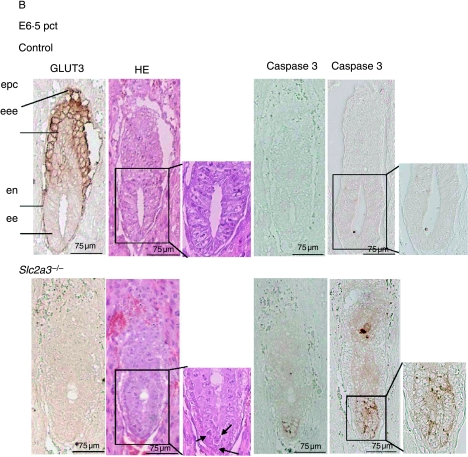 B
E6-5 pct
Control
GLUT3 HE Caspase 3 Caspase 3
epc
eee
en
ee
75 µm 75 µm 75 µm 75 µm
Slc2a3–/–
75 µm 75 µm 75 µm 75 µm